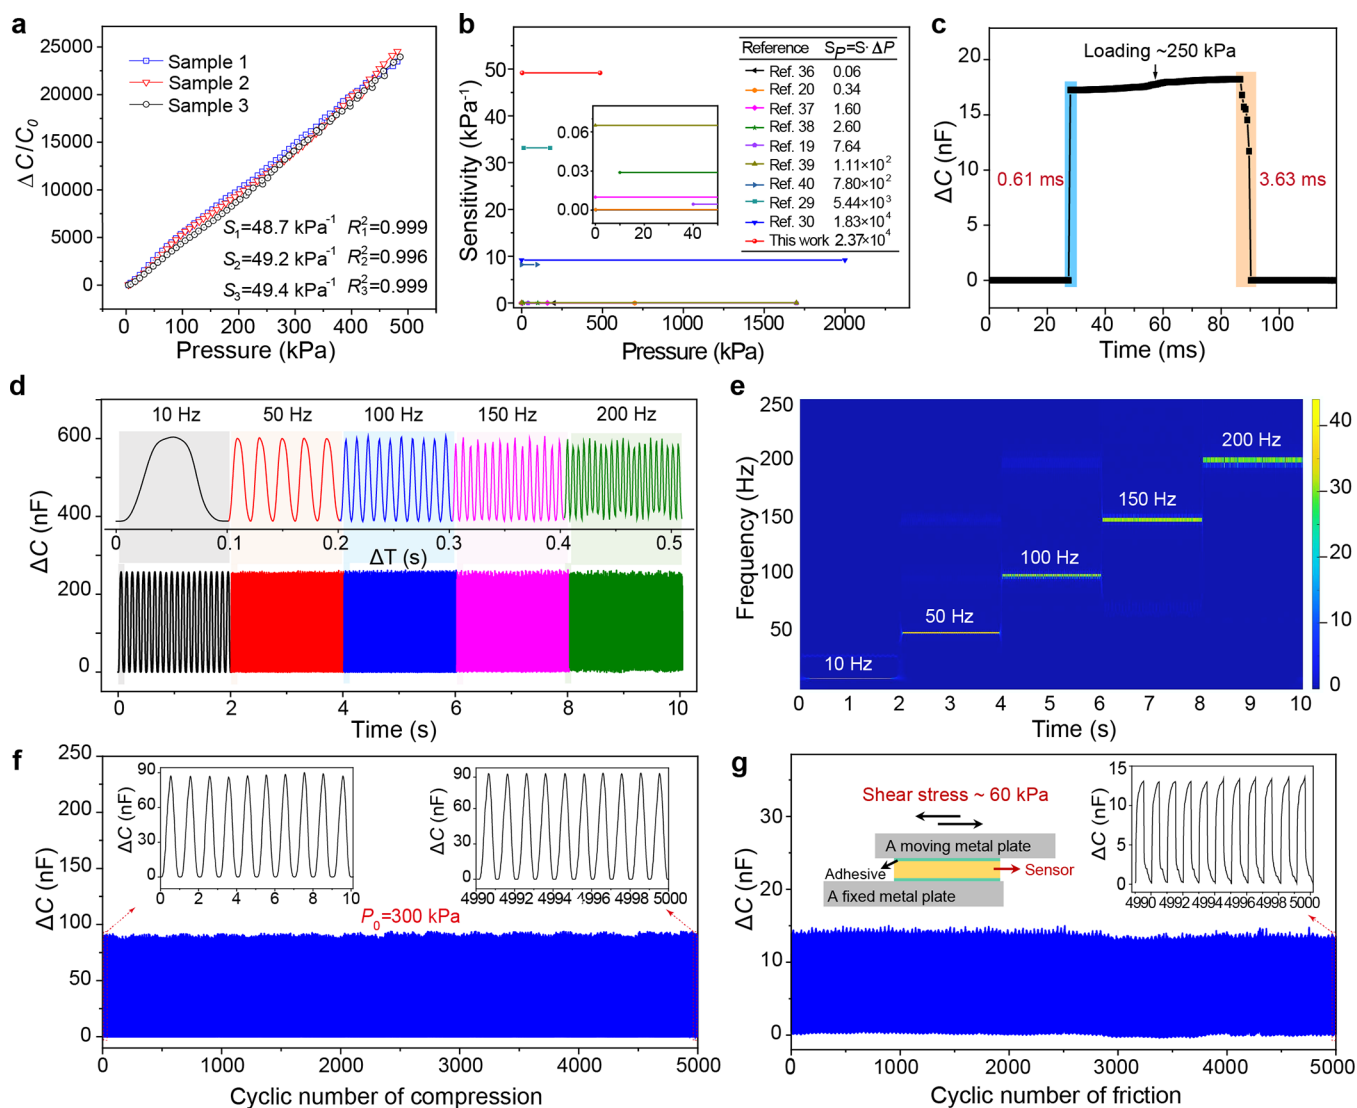 a
25000
20000
15000
10000
5000
0
ΔC/C0
Sample 1
Sample 2
Sample 3
S1=48.7 kPa-1 R1²=0.999
S2=49.2 kPa-1 R2²=0.996
S3=49.4 kPa-1 R3²=0.999
0 100 200 300 400 500
Pressure (kPa)
b
50
40
30
20
10
0
Sensitivity (kPa-1)
0.06
0.03
0.00
0 20 40
Reference SP=S· ΔP
Ref. 36 0.06
Ref. 20 0.34
Ref. 37 1.60
Ref. 38 2.60
Ref. 19 7.64
Ref. 39 1.11×10²
Ref. 40 7.80×10²
Ref. 29 5.44×10³
Ref. 30 1.83×10⁴
This work 2.37×10⁴
0 500 1000 1500 2000
Pressure (kPa)
c
20
15
10
5
0
ΔC (nF)
Loading ~250 kPa
0.61 ms
3.63 ms
0 20 40 60 80 100
Time (ms)
d
10 Hz 50 Hz 100 Hz 150 Hz 200 Hz
600
400
200
0
ΔC (nF)
0 0.1 0.2 0.3 0.4 0.5
ΔT (s)
0 2 4 6 8 10
Time (s)
e
250
200
150
100
50
Frequency (Hz)
10 Hz
50 Hz
100 Hz
150 Hz
200 Hz
40
30
20
10
0
0 1 2 3 4 5 6 7 8 9 10
Time (s)
f
250
200
150
100
50
0
ΔC (nF)
90
60
30
0
ΔC (nF)
0 2 4 6 8 10
90
60
30
0
ΔC (nF)
4990 4992 4994 4996 4998 5000
P0=300 kPa
0 1000 2000 3000 4000 5000
Cyclic number of compression
g
30
20
10
0
ΔC (nF)
Shear stress ~ 60 kPa
A moving metal plate
Adhesive
Sensor
A fixed metal plate
15
10
5
0
ΔC (nF)
4990 4992 4994 4996 4998 5000
0 1000 2000 3000 4000 5000
Cyclic number of friction